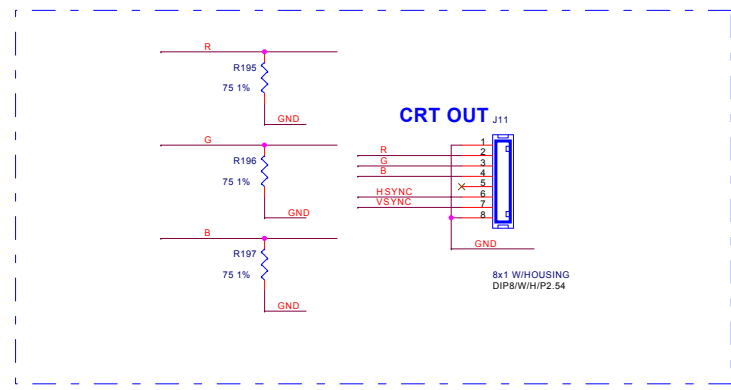 R
R195
75 1%
GND
G
R196
75 1%
GND
B
R197
75 1%
GND
CRT OUT
J11
1
R 2
G 3
B 4
5
HSYNC 6
VSYNC 7
8
GND
8x1 W/HOUSING
DIP8/W/H/P2.54